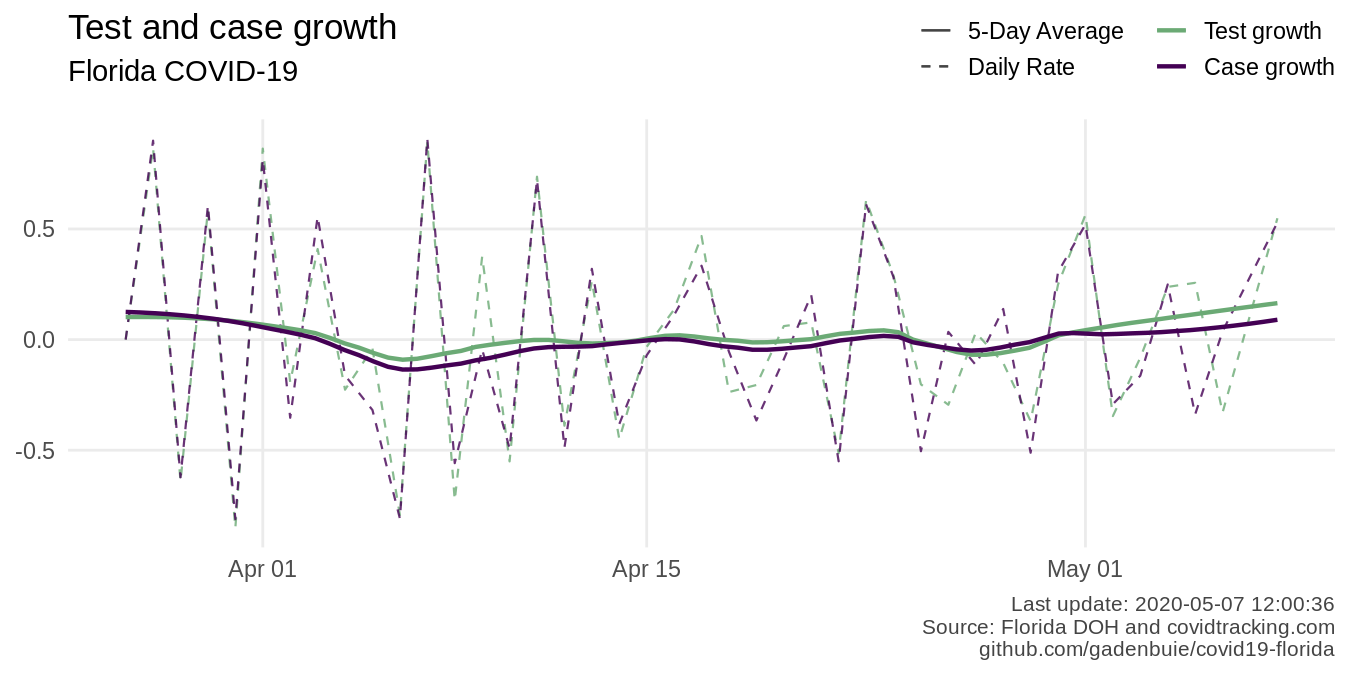 Test and case growth
Florida COVID-19
5-Day Average
Test growth
Daily Rate
Case growth
0.5
0.0
-0.5
Apr 01
Apr 15
May 01
Last update: 2020-05-07 12:00:36
Source: Florida DOH and covidtracking.com
github.com/gadenbuie/covid19-florida